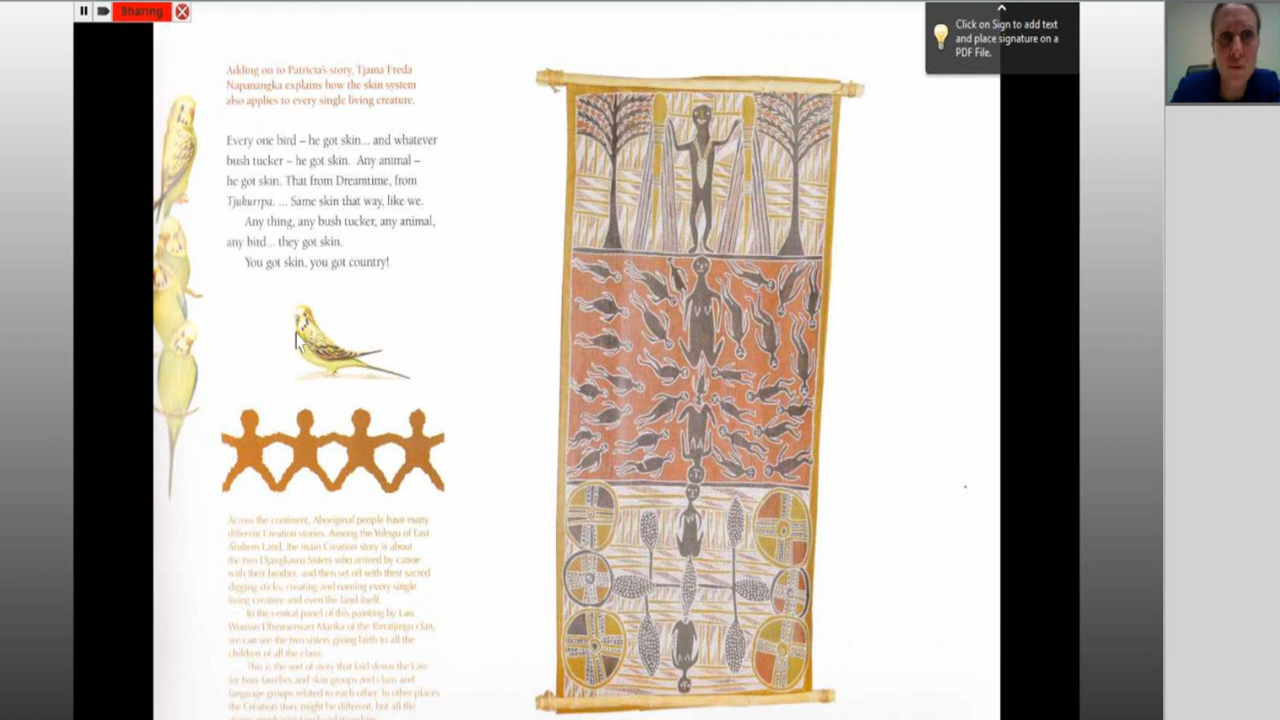 Sharing
Click on Sign to add text
and place signature on a
PDF File.
Adding on to Patricia's story, Tjama Freda
Napanangka explains how the skin system
also applies to every single living creature.
Every one bird – he got skin... and whatever
bush tucker – he got skin. Any animal –
he got skin. That from Dreamtime, from
Tjukurrpa. ... Same skin that way, like we.
Any thing, any bush tucker, any animal,
any bird... they got skin.
You got skin, you got country!
Across the continent, Aboriginal people have many
different Creation stories. Among the Yolngu of East
Arnhem Land, the main Creation story is about
the two Djangkawu Sisters who arrived by canoe
with their brother, and then set off with their sacred
digging sticks, creating and naming every single
living creature and even the land itself.
In the central panel of this painting by Law
Woman Dhuwarrwarr Marika of the Rirratjingu clan,
we can see the two sisters giving birth to all the
children of all the clans.
This is the sort of story that laid down the Law
for how families and skin groups and clans and
language groups related to each other. In other places
the Creation story might be different, but all the